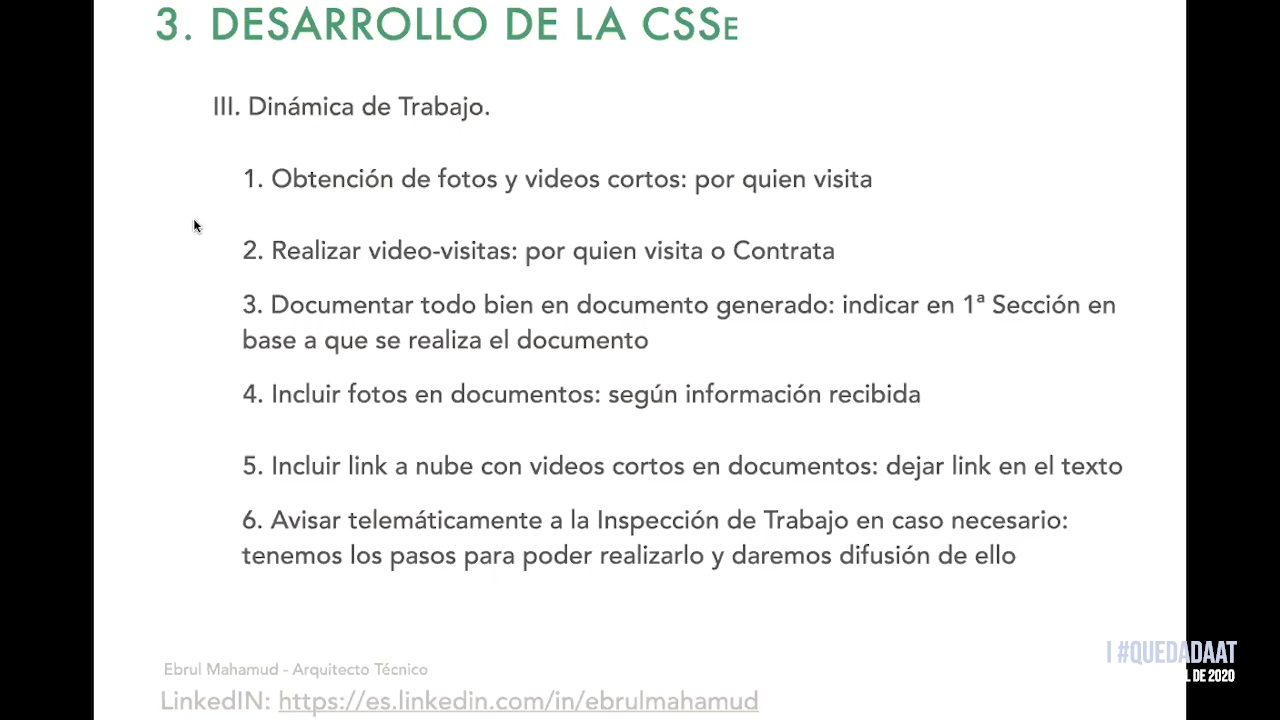 3. DESARROLLO DE LA CSSE
III. Dinámica de Trabajo.
1. Obtención de fotos y videos cortos: por quien visita
2. Realizar video-visitas: por quien visita o Contrata
3. Documentar todo bien en documento generado: indicar en 1ª Sección en
base a que se realiza el documento
4. Incluir fotos en documentos: según información recibida
5. Incluir link a nube con videos cortos en documentos: dejar link en el texto
6. Avisar telemáticamente a la Inspección de Trabajo en caso necesario:
tenemos los pasos para poder realizarlo y daremos difusión de ello
Ebrul Mahamud - Arquitecto Técnico
LinkedIN: https://es.linkedin.com/in/ebrulmahamud
I #QUEDADAAT
L DE 2020